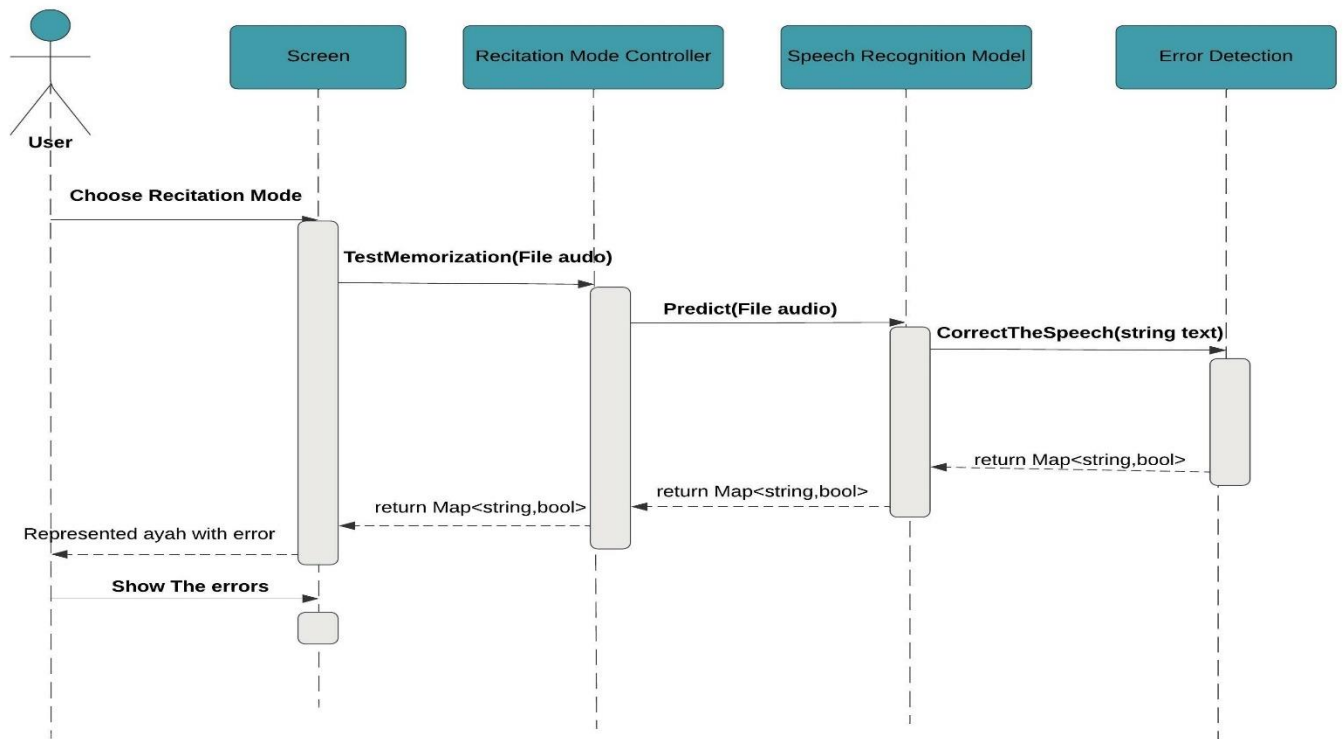 Screen
Recitation Mode Controller
Speech Recognition Model
Error Detection
User
Choose Recitation Mode
TestMemorization(File audo)
Predict(File audio)
CorrectTheSpeech(string text)
return Map<string,bool>
return Map<string,bool>
return Map<string,bool>
Represented ayah with error
Show The errors